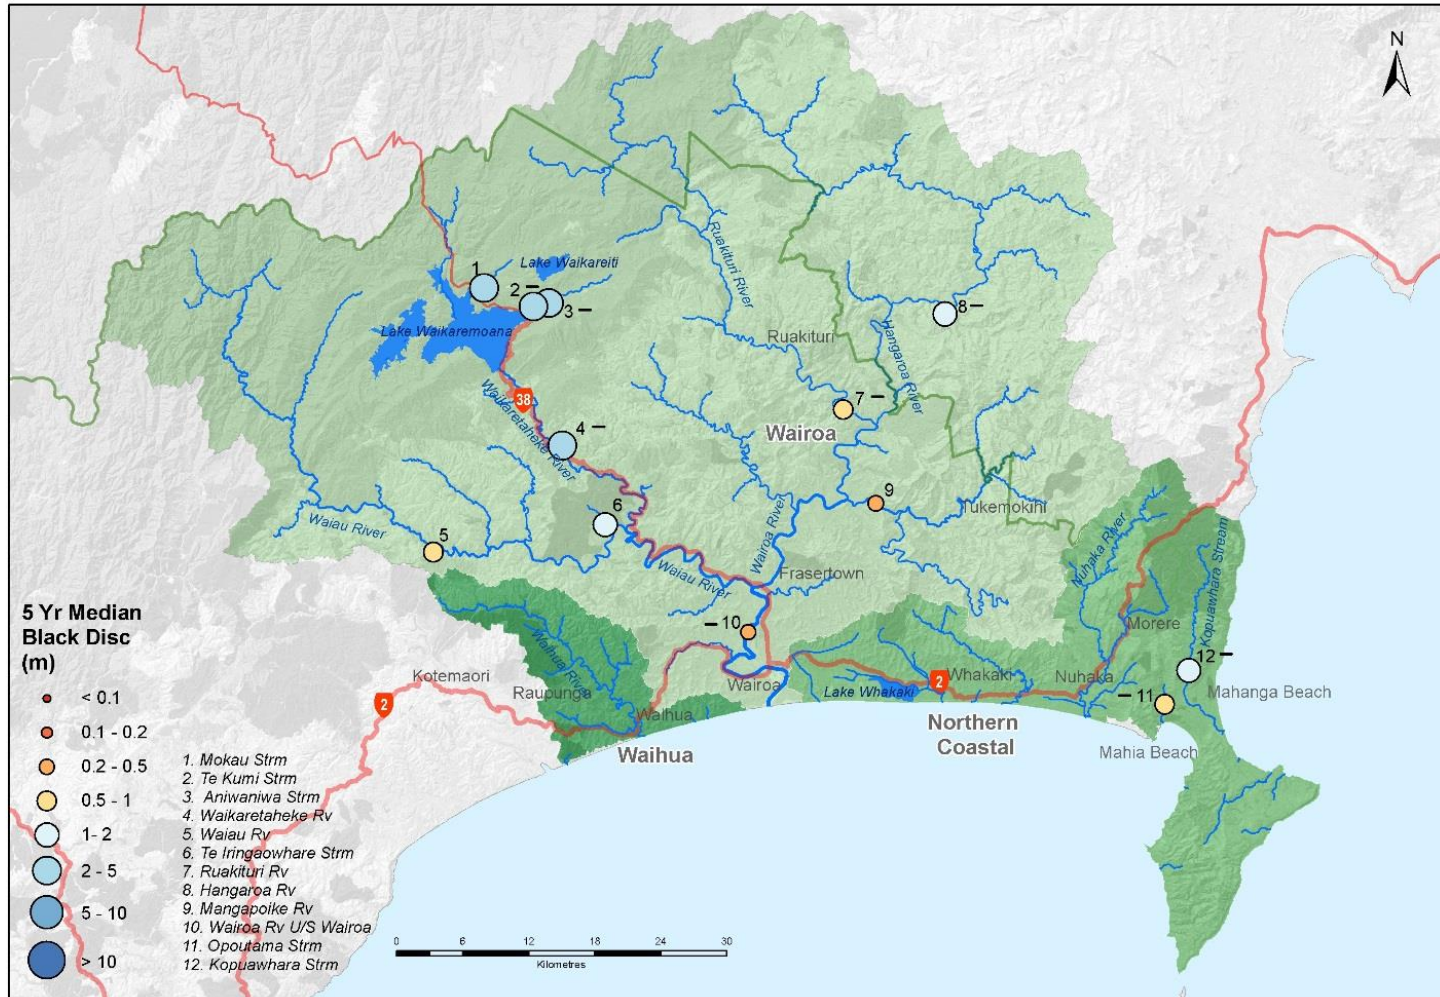 N
1
Lake Waikareiti
2 –
3 –
Lake Waikaremoana
Ruakituri River
8 –
Ruakituri
Hangaroa River
38
Waikaretaheke River
7 –
Wairoa
4 –
9
6
Tukemokihi
Waiau River
5
Wairoa River
Nuhaka River
Kopuawhara Stream
Frasertown
Waiau River
Morere
– 10
12 –
Waihua River
Kotemaori
Raupunga
Wairoa
Lake Whakaki
2
Whakaki
Nuhaka
Mahanga Beach
– 11
2
Waihua
Waihua
Northern
Coastal
Mahia Beach
5 Yr Median
Black Disc
(m)
< 0.1
0.1 - 0.2
0.2 - 0.5
0.5 - 1
1- 2
2 - 5
5 - 10
> 10
1. Mokau Strm
2. Te Kumi Strm
3. Aniwaniwa Strm
4. Waikaretaheke Rv
5. Waiau Rv
6. Te Iringaowhare Strm
7. Ruakituri Rv
8. Hangaroa Rv
9. Mangapoike Rv
10. Wairoa Rv U/S Wairoa
11. Opoutama Strm
12. Kopuawhara Strm
0 6 12 18 24 30
Kilometres